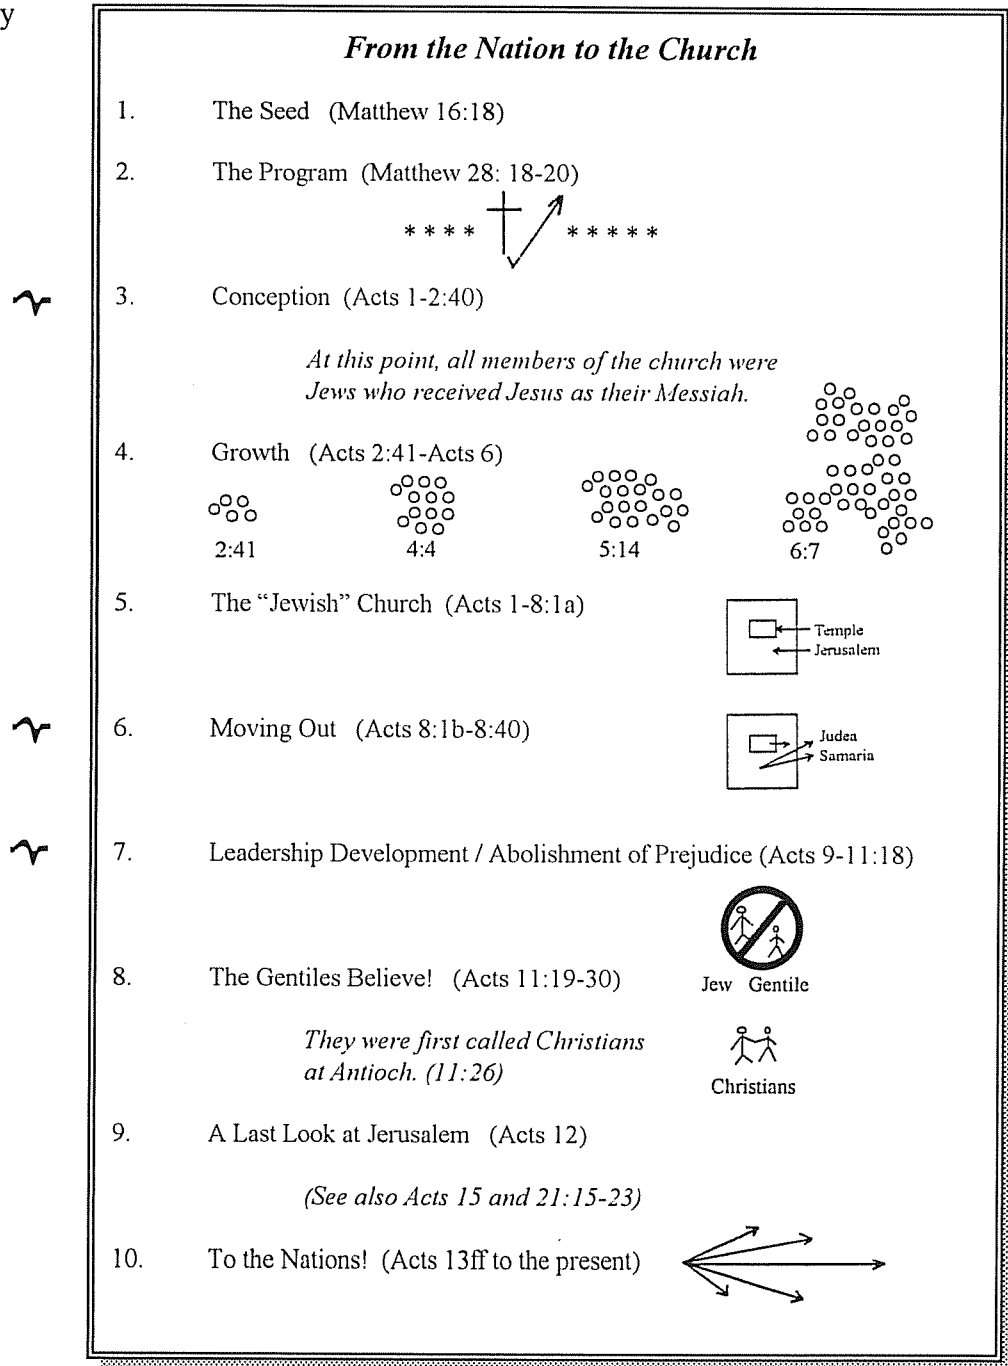 y
From the Nation to the Church
1. The Seed (Matthew 16:18)
2. The Program (Matthew 28: 18-20)
* * * * * * * * *
3. Conception (Acts 1-2:40)
At this point, all members of the church were
Jews who received Jesus as their Messiah.
4. Growth (Acts 2:41-Acts 6)
2:41 4:4 5:14 6:7
5. The “Jewish” Church (Acts 1-8:1a)
Temple
Jerusalem
6. Moving Out (Acts 8:1b-8:40)
Judea
Samaria
7. Leadership Development / Abolishment of Prejudice (Acts 9-11:18)
8. The Gentiles Believe! (Acts 11:19-30)
Jew Gentile
They were first called Christians
at Antioch. (11:26)
Christians
9. A Last Look at Jerusalem (Acts 12)
(See also Acts 15 and 21:15-23)
10. To the Nations! (Acts 13ff to the present)